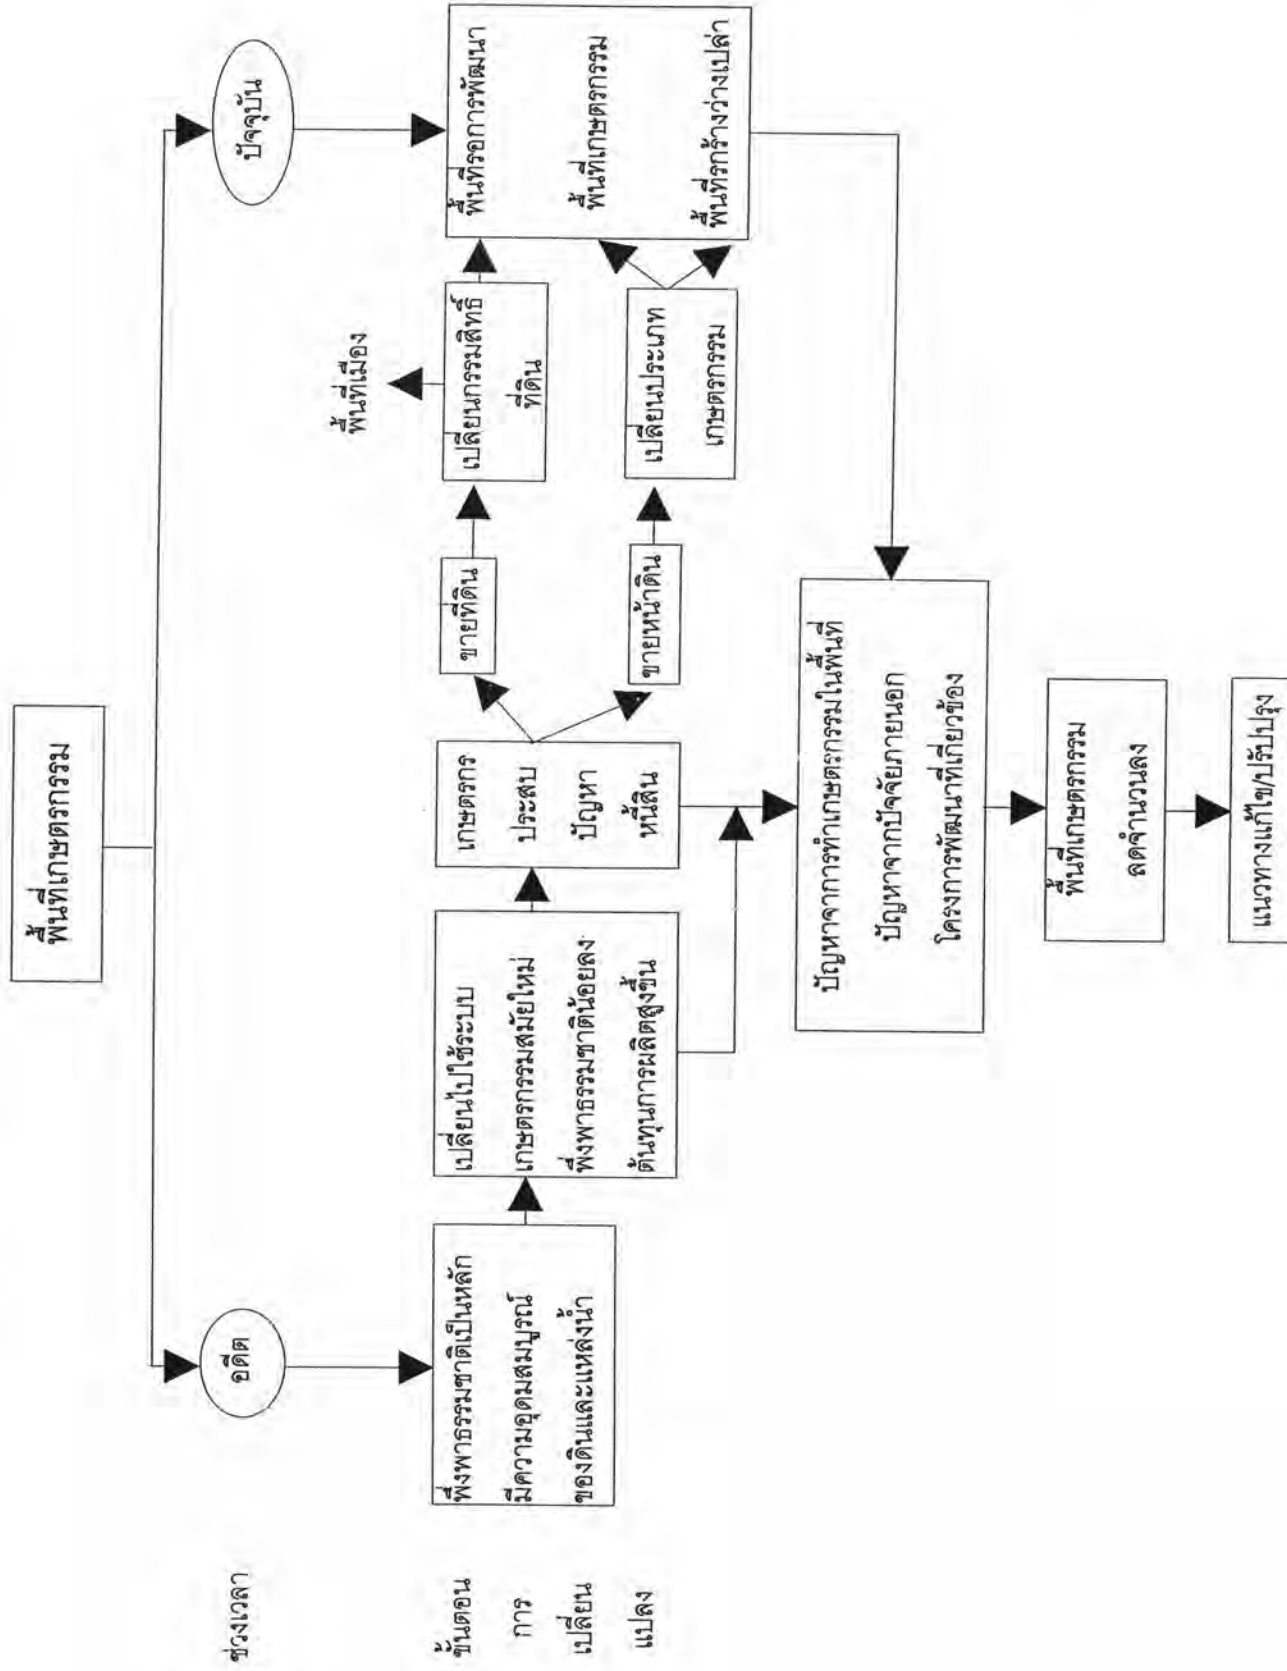 พื้นที่เกษตรกรรม
ช่วงเวลา
อดีต
ปัจจุบัน
ขั้นตอน
การ
เปลี่ยน
แปลง
พึ่งพาธรรมชาติเป็นหลัก
มีความอุดมสมบูรณ์
ของดินและแหล่งน้ำ
เปลี่ยนไปใช้ระบบ
เกษตรกรรมสมัยใหม่
พึ่งพาธรรมชาติน้อยลง
ต้นทุนการผลิตสูงขึ้น
เกษตรกร
ประสบ
ปัญหา
หนี้สิน
ขายที่ดิน
ขายหน้าดิน
พื้นที่เมือง
เปลี่ยนกรรมสิทธิ์
ที่ดิน
เปลี่ยนประเภท
เกษตรกรรม
พื้นที่รอการพัฒนา
พื้นที่เกษตรกรรม
พื้นที่รกร้างว่างเปล่า
ปัญหาจากการทำเกษตรกรรมในพื้นที่
ปัญหาจากปัจจัยภายนอก
โครงการพัฒนาที่เกี่ยวข้อง
พื้นที่เกษตรกรรม
ลดจำนวนลง
แนวทางแก้ไข/ปรับปรุง